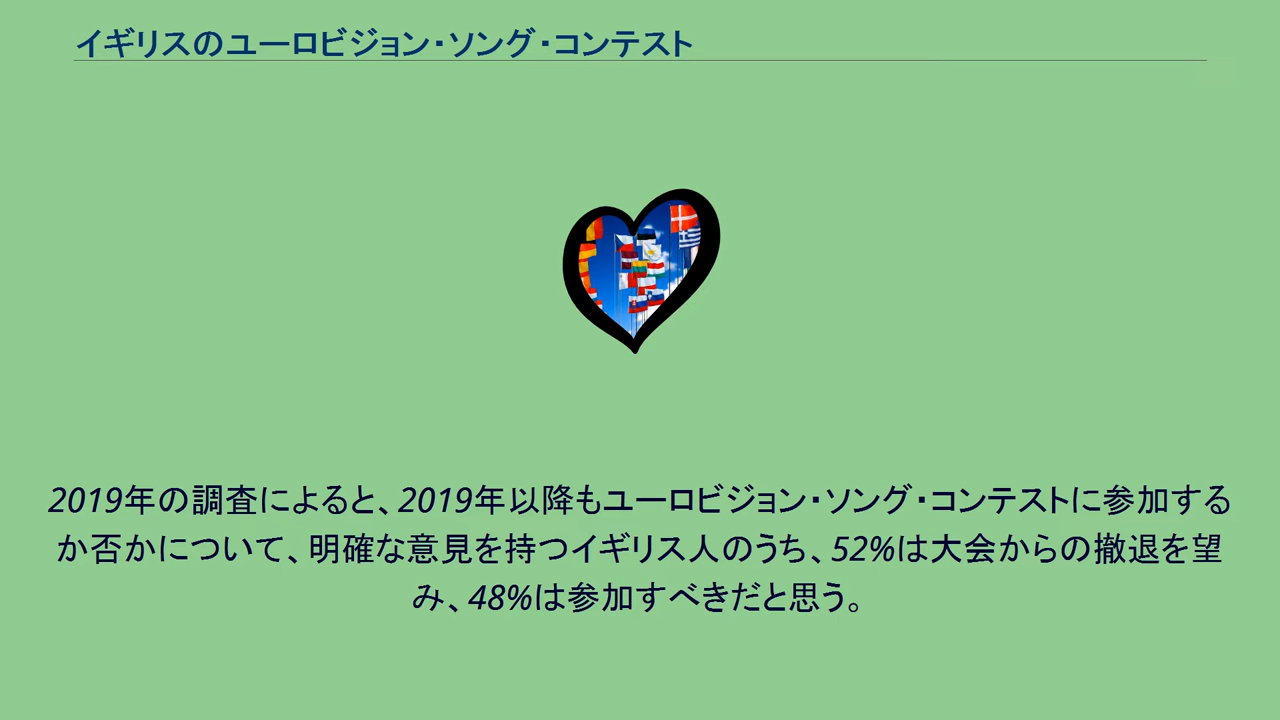 イギリスのユーロビジョン・ソング・コンテスト
2019年の調査によると、2019年以降もユーロビジョン・ソング・コンテストに参加する
か否かについて、明確な意見を持つイギリス人のうち、52%は大会からの撤退を望
み、48%は参加すべきだと思う。